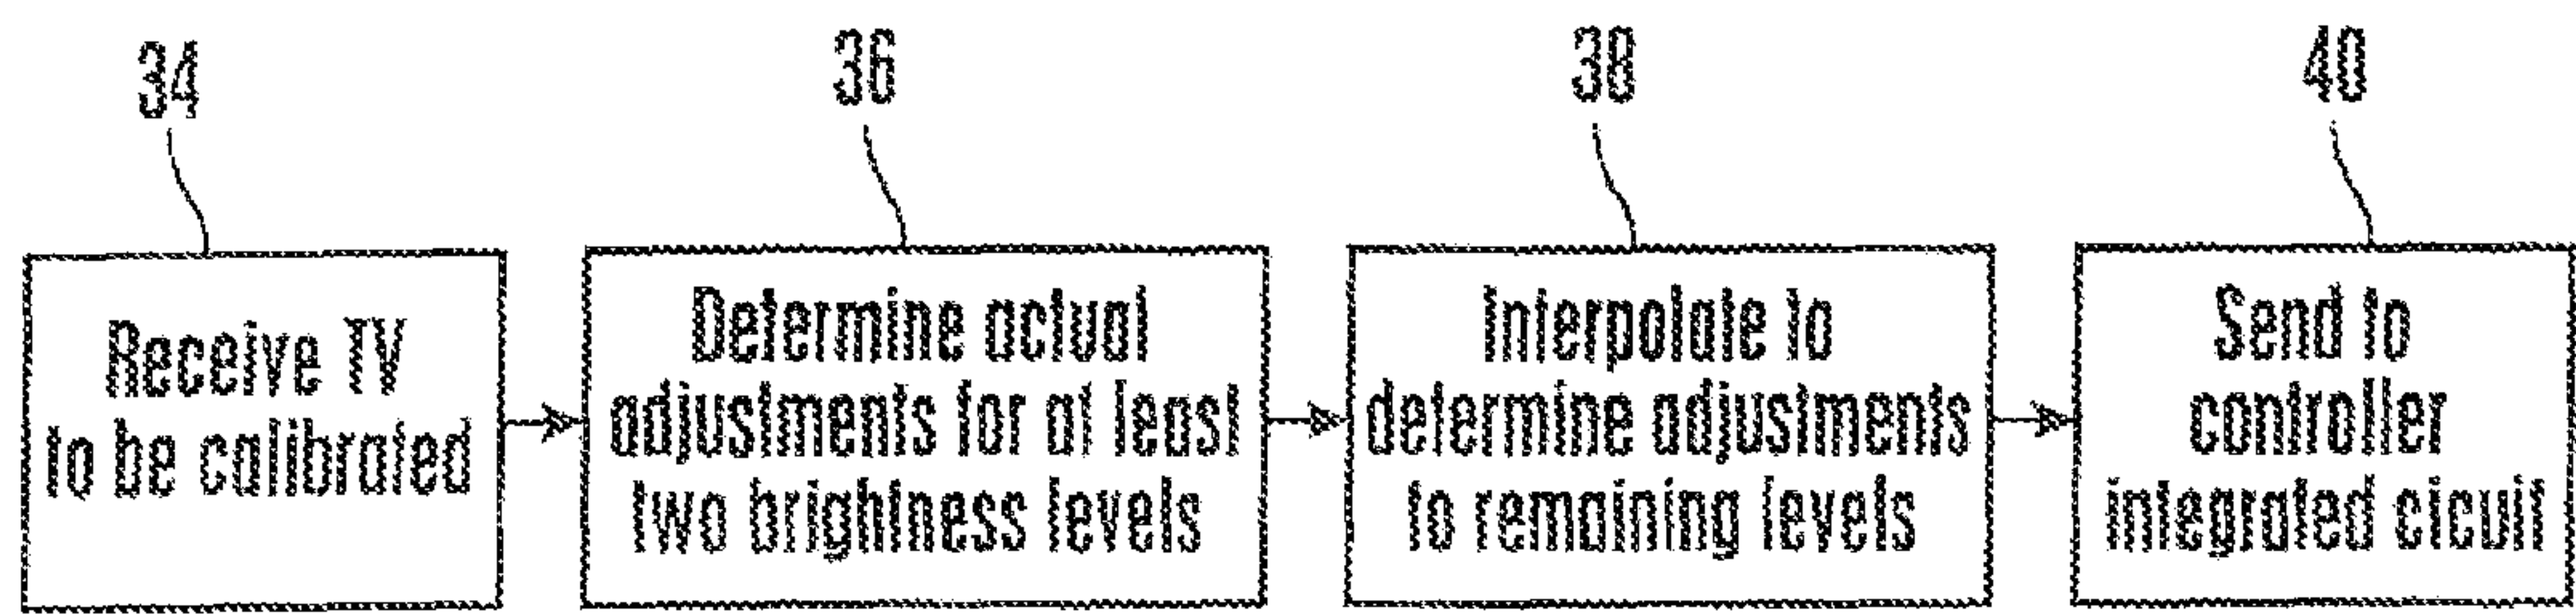 34
36
38
40
Receive TV
to be calibrated
Determine actual
adjustments for at least
two brightness levels
Interpolate to
determine adjustments
to remaining levels
Send to
controller
integrated cicuit